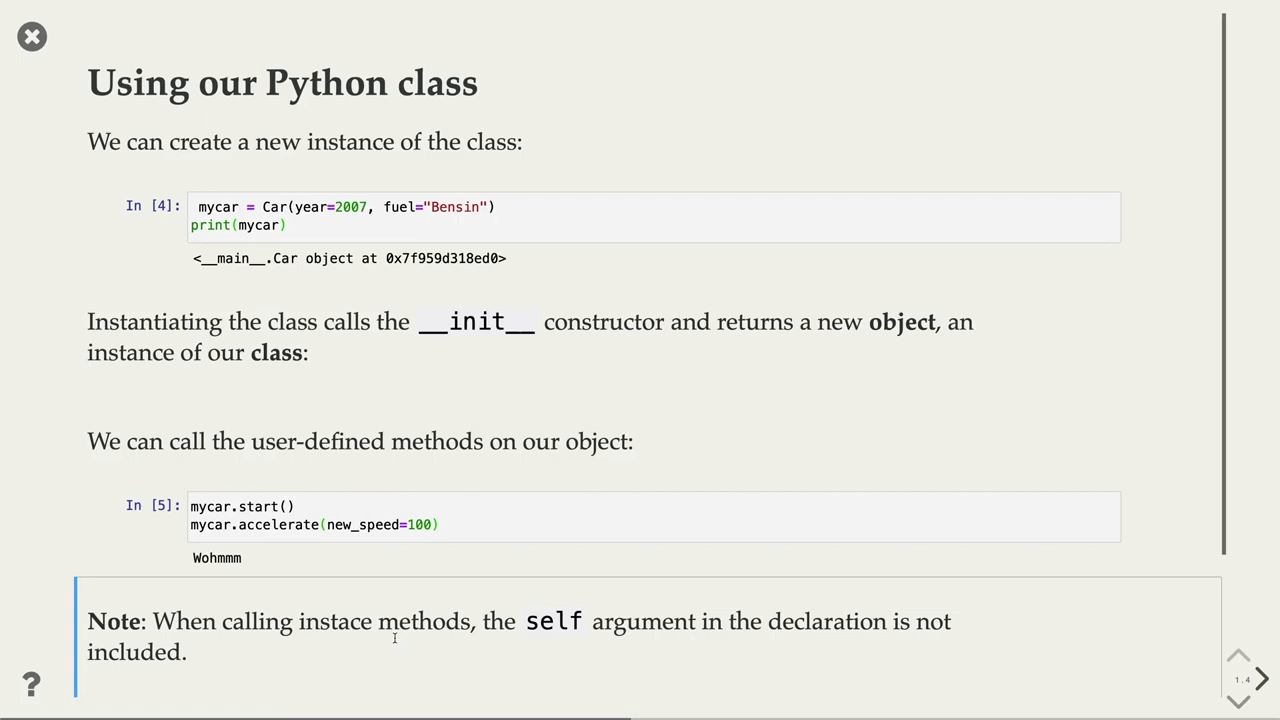 Using our Python class
We can create a new instance of the class:
In [4]: mycar = Car(year=2007, fuel="Bensin")
print(mycar)
<__main__.Car object at 0x7f959d318ed0>
Instantiating the class calls the __init__ constructor and returns a new object, an
instance of our class:
We can call the user-defined methods on our object:
In [5]: mycar.start()
mycar.accelerate(new_speed=100)
Wohmmm
Note: When calling instace methods, the self argument in the declaration is not
included.
?
1.4